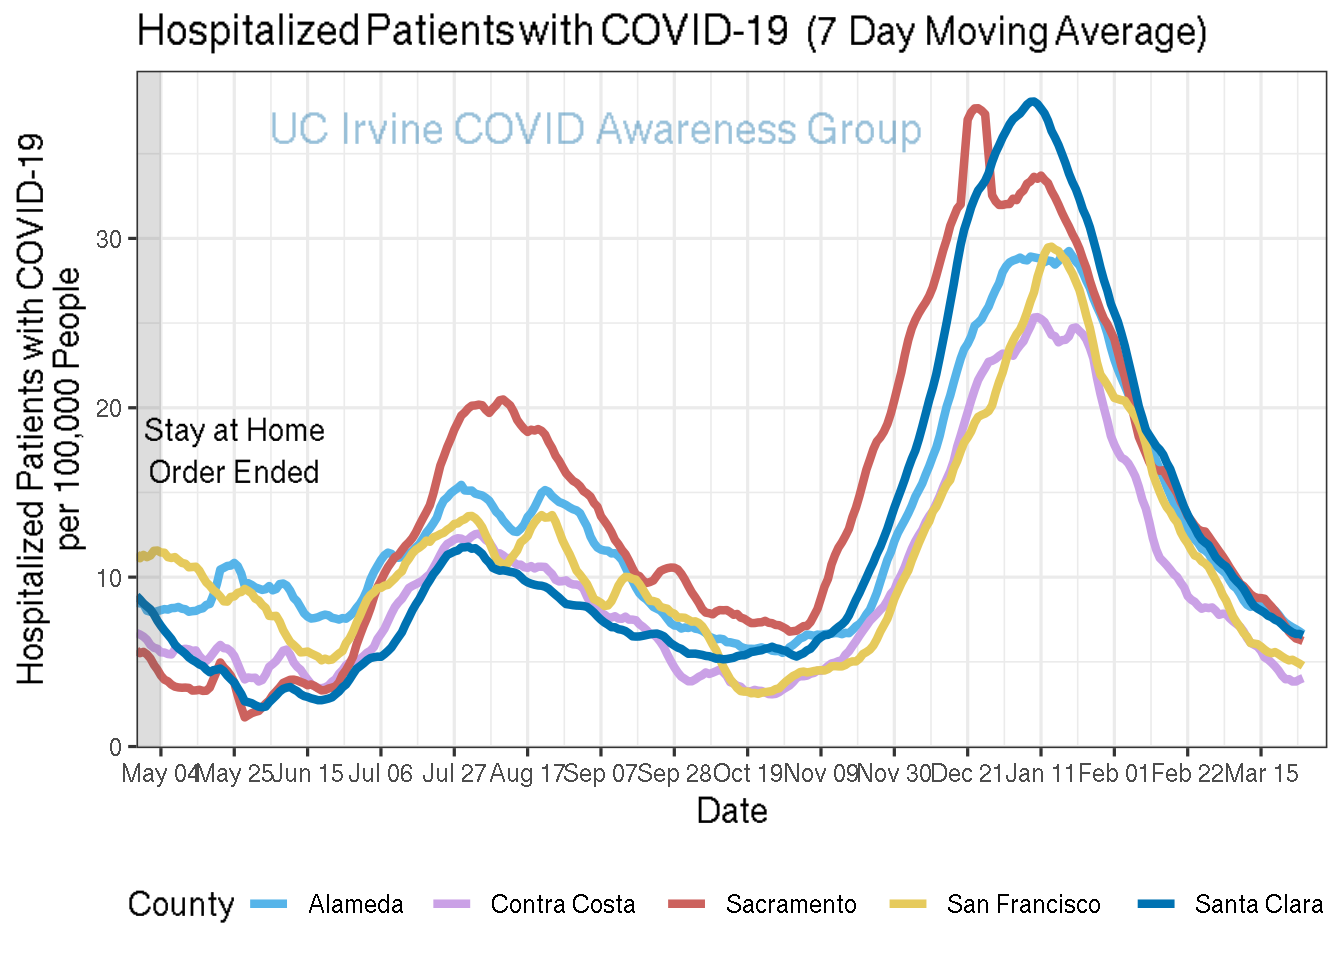 Hospitalized Patients with COVID-19 (7 Day Moving Average)
UC Irvine COVID Awareness Group
Hospitalized Patients with COVID-19
per 100,000 People
30
20
10
0
Stay at Home
Order Ended
May 04 May 25 Jun 15 Jul 06 Jul 27 Aug 17 Sep 07 Sep 28 Oct 19 Nov 09 Nov 30 Dec 21 Jan 11 Feb 01 Feb 22 Mar 15
Date
County Alameda Contra Costa Sacramento San Francisco Santa Clara